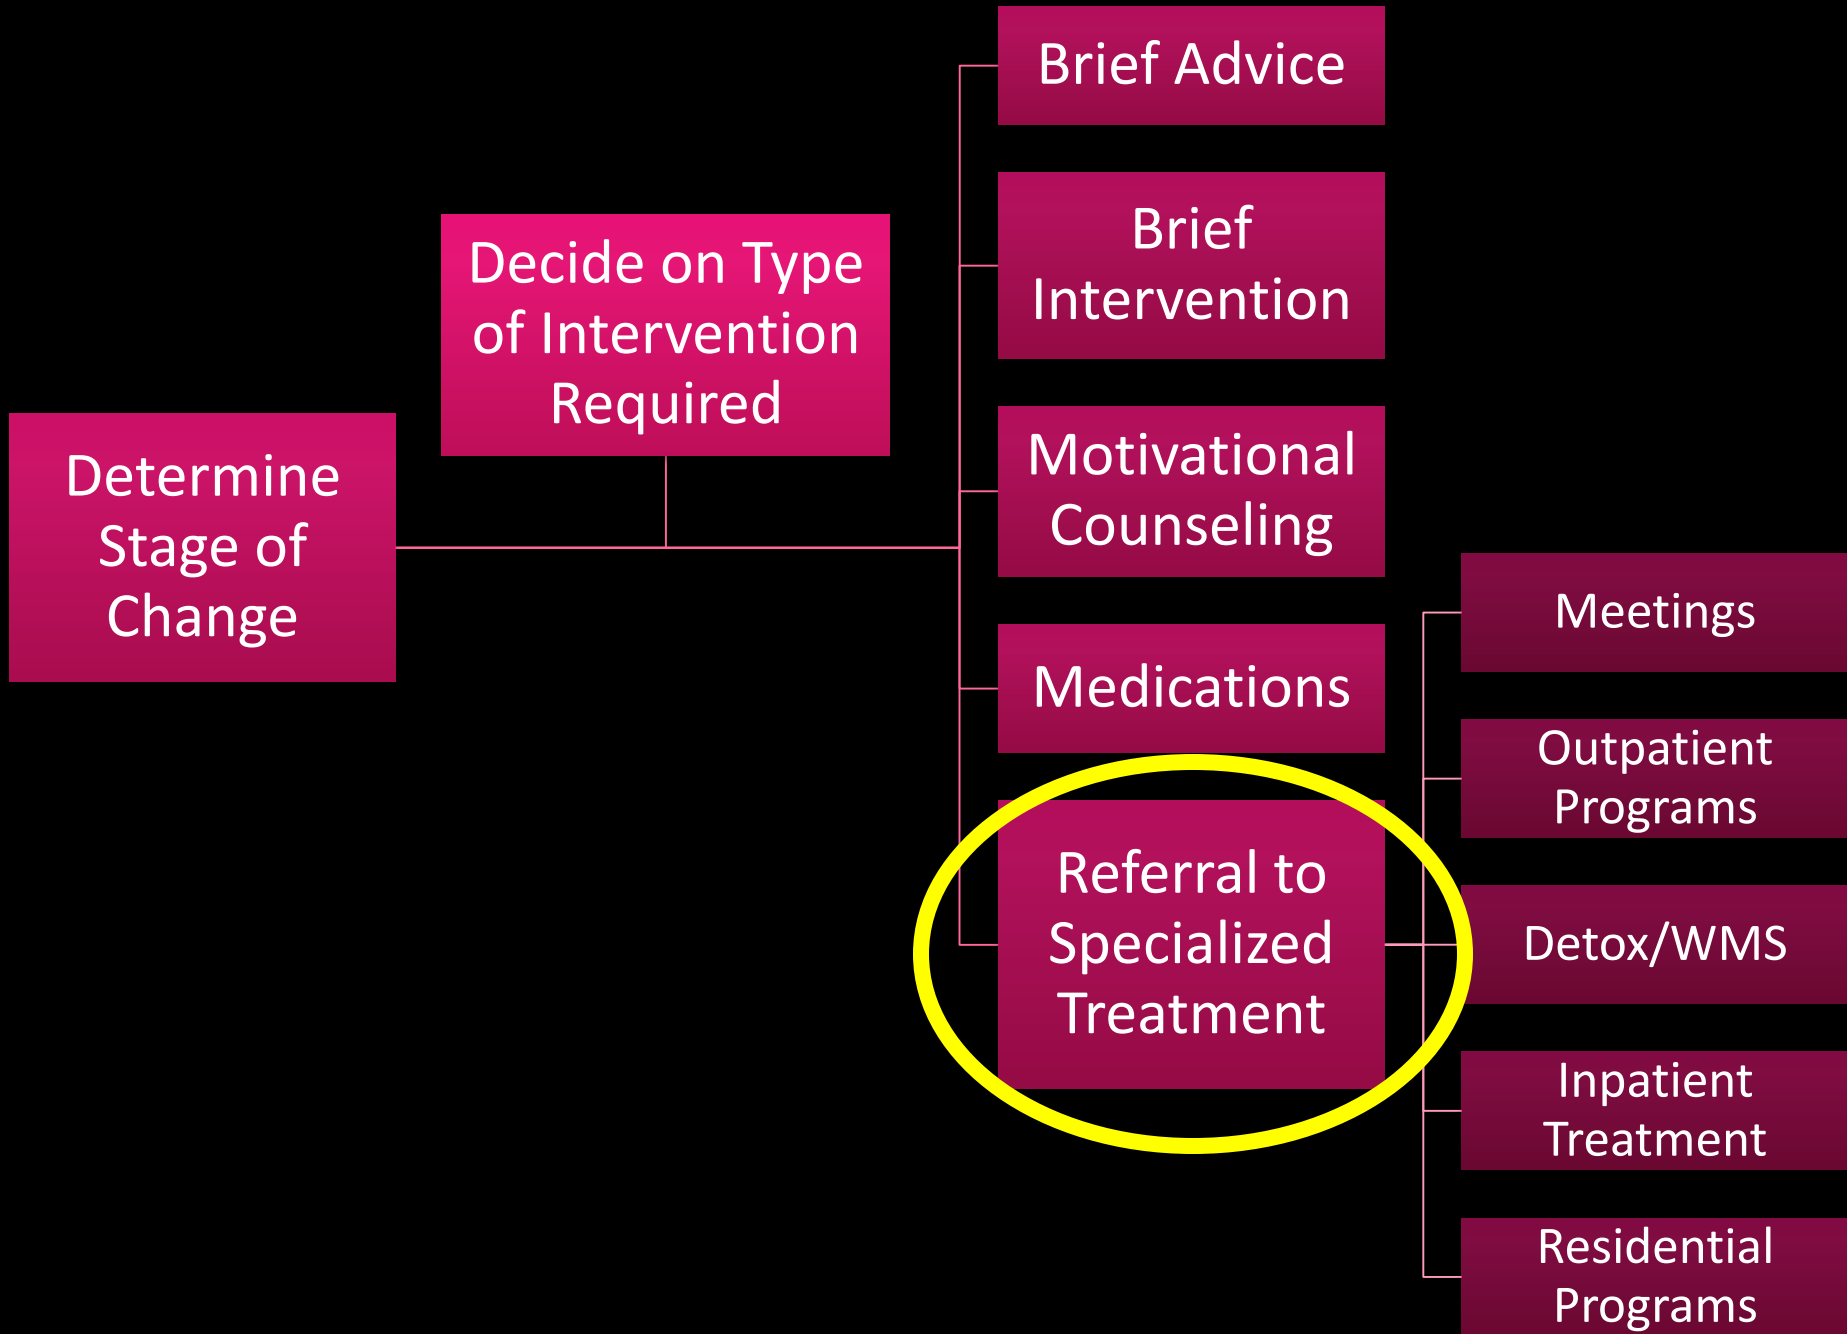 Determine
Stage of
Change
Decide on Type
of Intervention
Required
Brief Advice
Brief
Intervention
Motivational
Counseling
Medications
Referral to
Specialized
Treatment
Meetings
Outpatient
Programs
Detox/WMS
Inpatient
Treatment
Residential
Programs